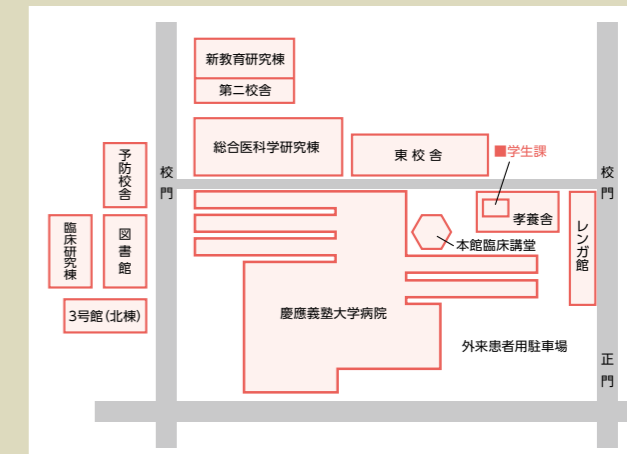 新教育研究棟
第二校舎
総合医科学研究棟
東校舎
■学生課
予防校舎
校門
校門
孝養舎
レンガ館
臨床研究棟
図書館
本館臨床講堂
3号館(北棟)
慶應義塾大学病院
外来患者用駐車場
正門